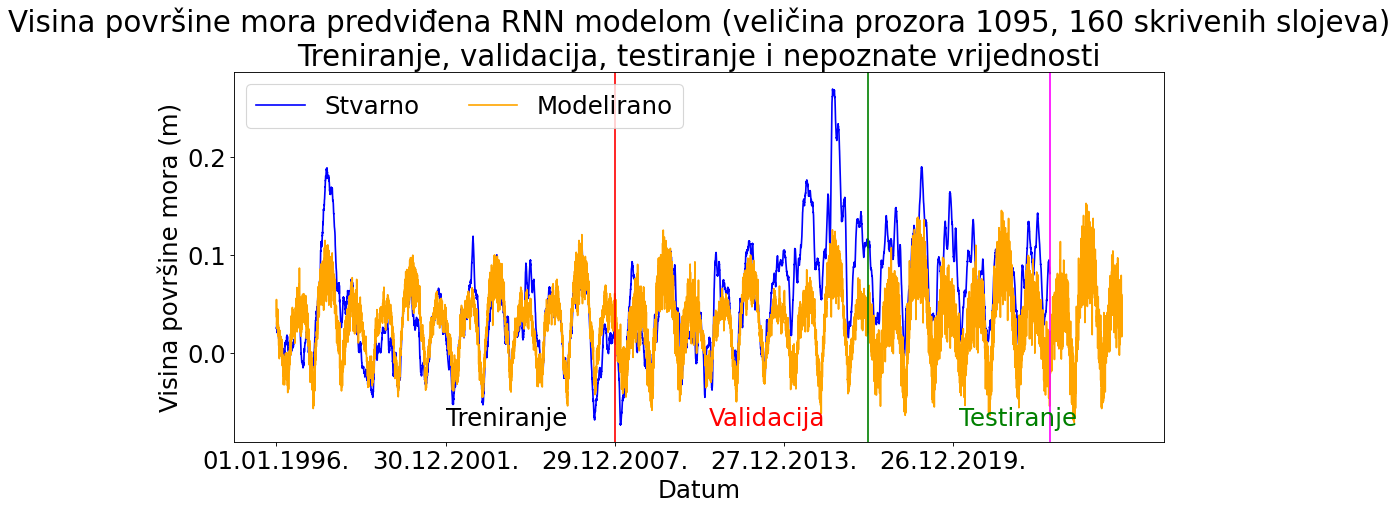 Visina površine mora predviđena RNN modelom (veličina prozora 1095, 160 skrivenih slojeva)
Treniranje, validacija, testiranje i nepoznate vrijednosti
Stvarno Modelirano
Visina površine mora (m)
0.2
0.1
0.0
Treniranje Validacija Testiranje
01.01.1996. 30.12.2001. 29.12.2007. 27.12.2013. 26.12.2019.
Datum